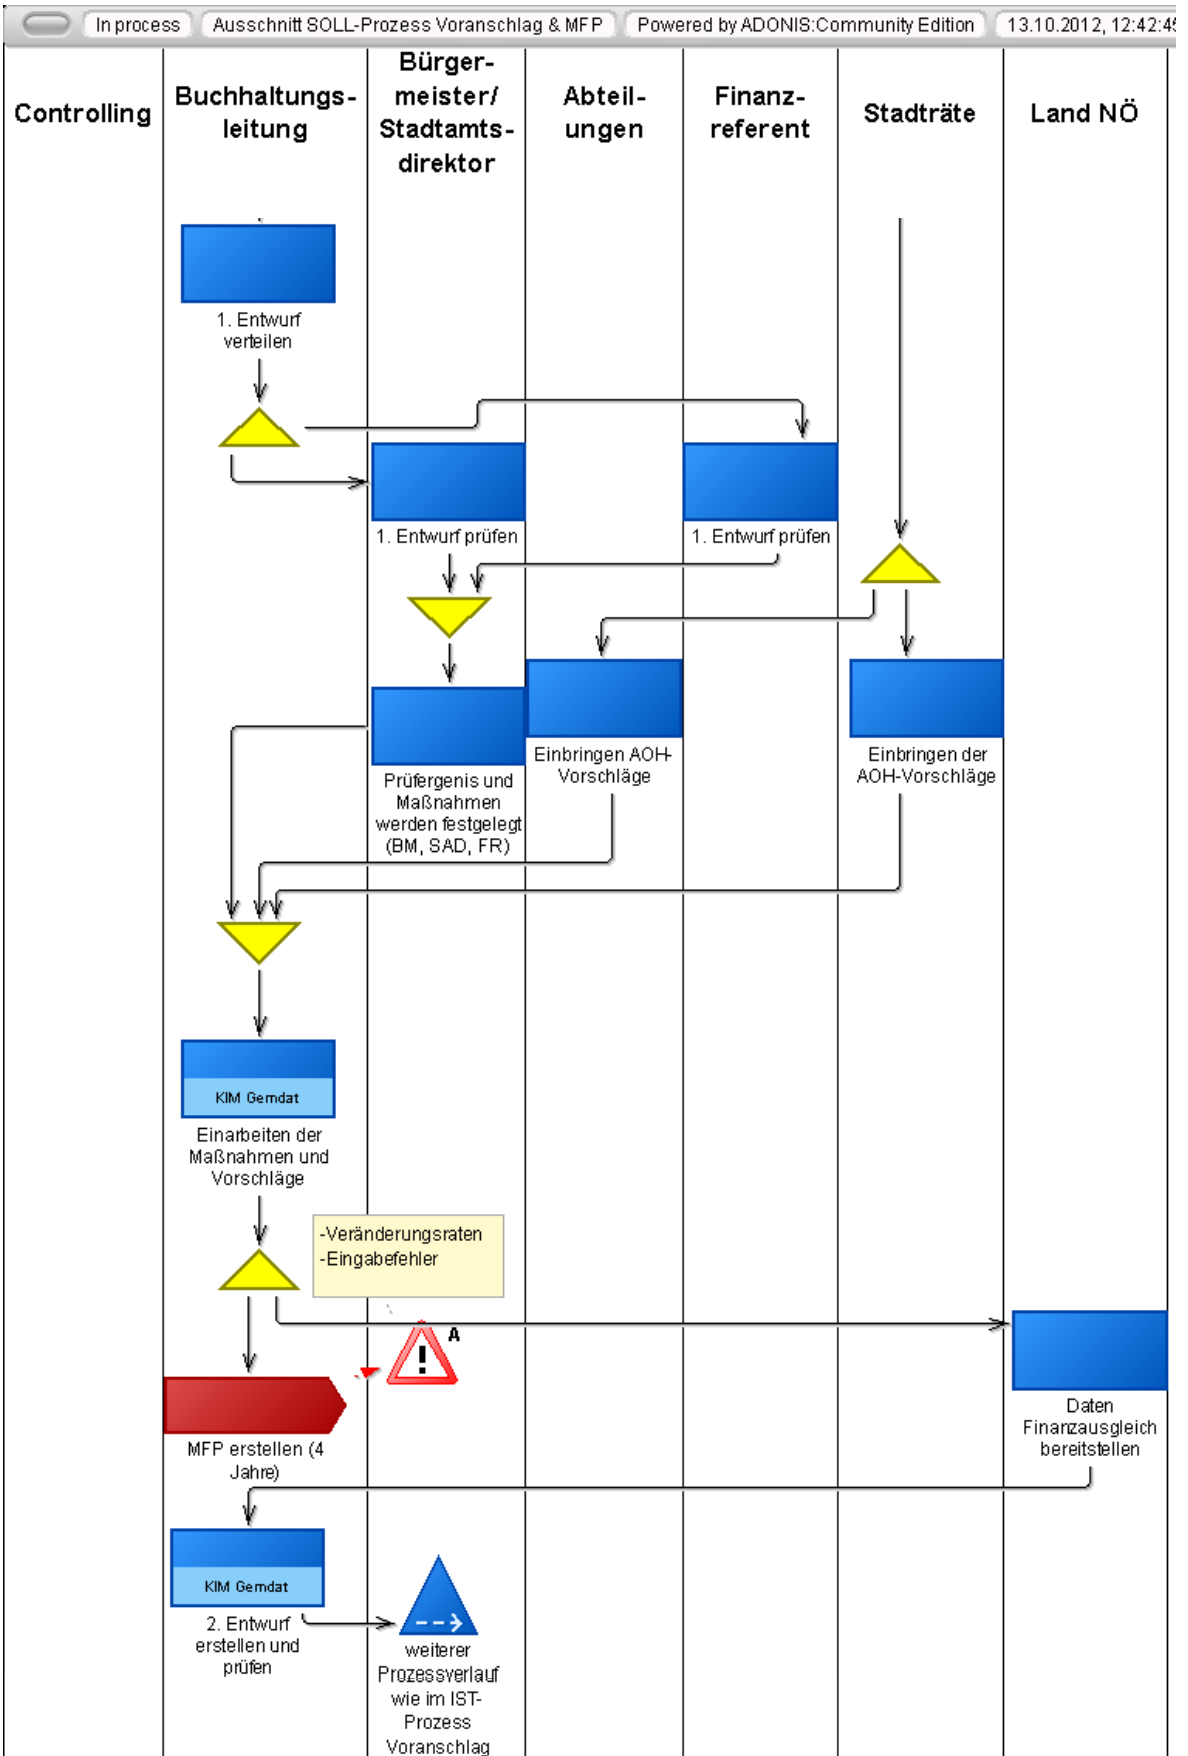 In process
Ausschnitt SOLL-Prozess Voranschlag & MFP
Powered by ADONIS:Community Edition
13.10.2012, 12:42:45
Controlling
Buchhaltungs-
leitung
Bürger-
meister/
Stadtamts-
direktor
Abteil-
ungen
Finanz-
referent
Stadträte
Land NÖ
1. Entwurf
verteilen
1. Entwurf prüfen
1. Entwurf prüfen
Prüfergenis und
Maßnahmen
werden festgelegt
(BM, SAD, FR)
Einbringen AOH-
Vorschläge
Einbringen der
AOH-Vorschläge
KIM Gemdat
Einarbeiten der
Maßnahmen und
Vorschläge
-Veränderungsraten
-Eingabefehler
A
!
MFP erstellen (4
Jahre)
Daten
Finanzausgleich
bereitstellen
KIM Gemdat
2. Entwurf
erstellen und
prüfen
weiterer
Prozessverlauf
wie im IST-
Prozess
Voranschlag